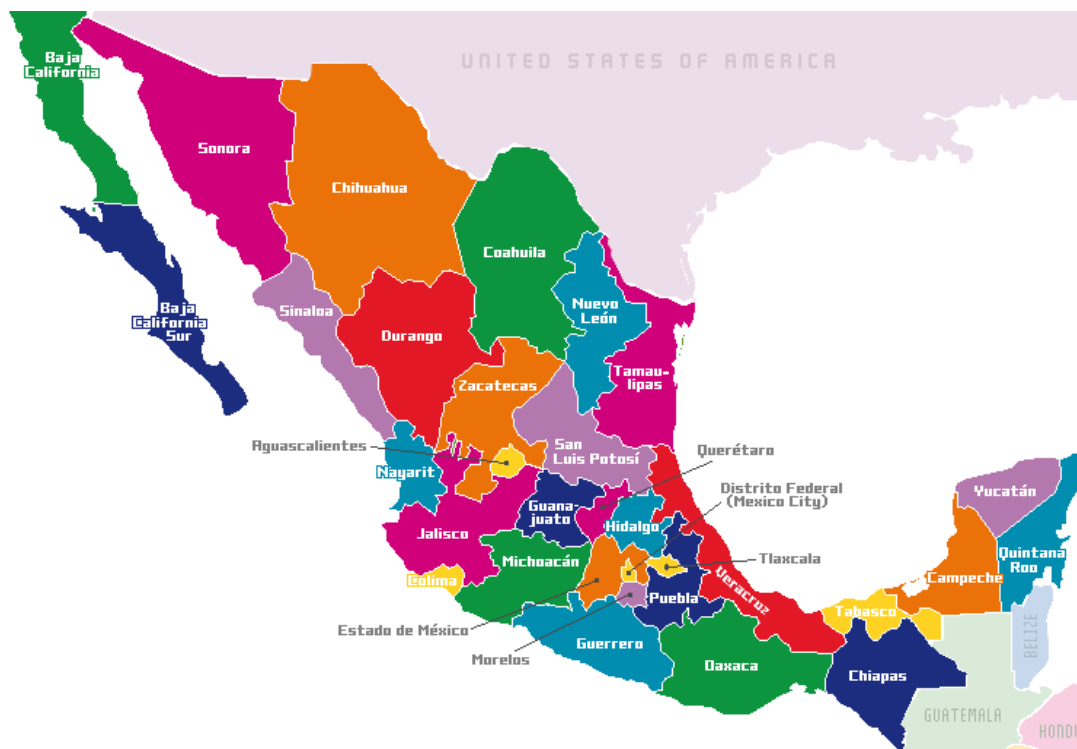 UNITED STATES OF AMERICA
Baja
California
Sonora
Chihuahua
Coahuila
Baja
California
Sur
Sinaloa
Nuevo
León
Durango
Tamau-
lipas
Zacatecas
Aguascalientes
San
Luis Potosí
Querétaro
Nayarit
Distrito Federal
(Mexico City)
Yucatán
Guana-
juato
Hidalgo
Jalisco
Quintana
Roo
Michoacán
Tlaxcala
Campeche
Colima
Veracruz
Puebla
Tabasco
Estado de México
Guerrero
BELIZE
Morelos
Oaxaca
Chiapas
GUATEMALA
HONDU